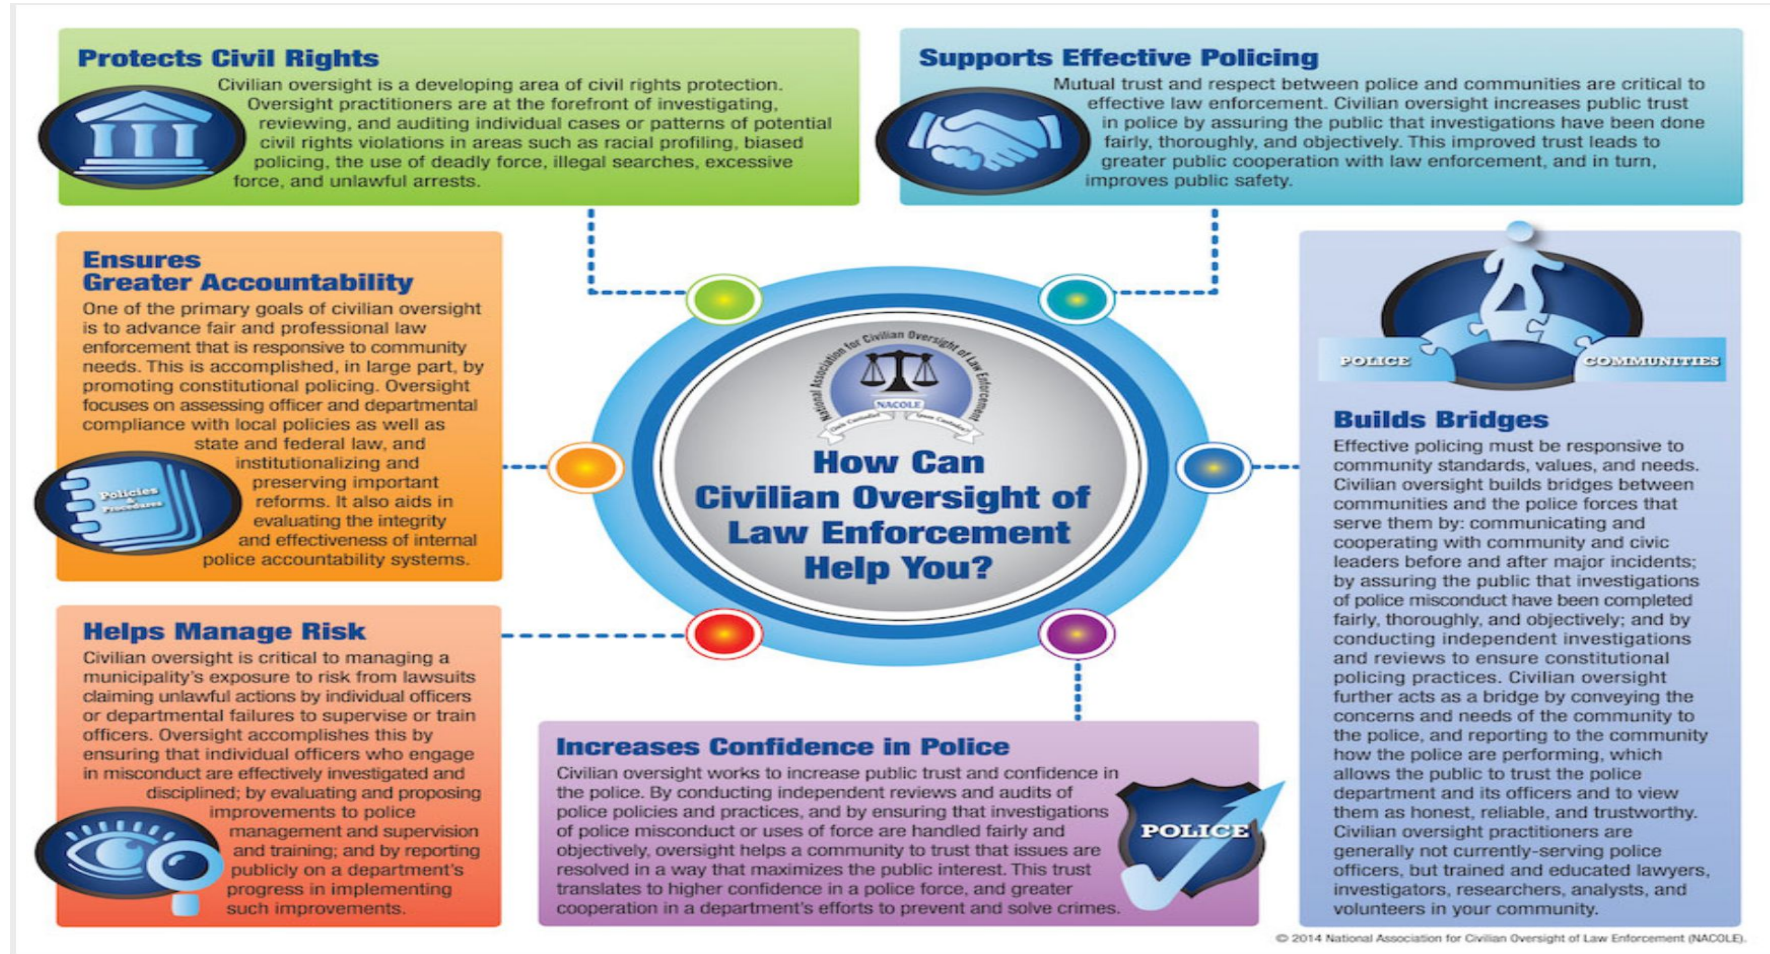 Protects Civil Rights
Civilian oversight is a developing area of civil rights protection.
Oversight practitioners are at the forefront of investigating,
reviewing, and auditing individual cases or patterns of potential
civil rights violations in areas such as racial profiling, biased
policing, the use of deadly force, illegal searches, excessive
force, and unlawful arrests.
Supports Effective Policing
Mutual trust and respect between police and communities are critical to
effective law enforcement. Civilian oversight increases public trust
in police by assuring the public that investigations have been done
fairly, thoroughly, and objectively. This improved trust leads to
greater public cooperation with law enforcement, and in turn,
improves public safety.
Ensures
Greater Accountability
One of the primary goals of civilian oversight
is to advance fair and professional law
enforcement that is responsive to community
needs. This is accomplished, in large part, by
promoting constitutional policing. Oversight
focuses on assessing officer and departmental
compliance with local policies as well as
state and federal law, and
institutionalizing and
preserving important
reforms. It also aids in
evaluating the integrity
and effectiveness of internal
police accountability systems.
Policies
&
Procedures
National Association for Civilian Oversight of Law Enforcement
NACOLE
Quis Custodiet Ipsos Custodes?
How Can
Civilian Oversight of
Law Enforcement
Help You?
POLICE
COMMUNITIES
Builds Bridges
Effective policing must be responsive to
community standards, values, and needs.
Civilian oversight builds bridges between
communities and the police forces that
serve them by: communicating and
cooperating with community and civic
leaders before and after major incidents;
by assuring the public that investigations
of police misconduct have been completed
fairly, thoroughly, and objectively; and by
conducting independent investigations
and reviews to ensure constitutional
policing practices. Civilian oversight
further acts as a bridge by conveying the
concerns and needs of the community to
the police, and reporting to the community
how the police are performing, which
allows the public to trust the police
department and its officers and to view
them as honest, reliable, and trustworthy.
Civilian oversight practitioners are
generally not currently-serving police
officers, but trained and educated lawyers,
investigators, researchers, analysts, and
volunteers in your community.
Helps Manage Risk
Civilian oversight is critical to managing a
municipality's exposure to risk from lawsuits
claiming unlawful actions by individual officers
or departmental failures to supervise or train
officers. Oversight accomplishes this by
ensuring that individual officers who engage
in misconduct are effectively investigated and
disciplined; by evaluating and proposing
improvements to police
management and supervision
and training; and by reporting
publicly on a department's
progress in implementing
such improvements.
Increases Confidence in Police
Civilian oversight works to increase public trust and confidence in
the police. By conducting independent reviews and audits of
police policies and practices, and by ensuring that investigations
of police misconduct or uses of force are handled fairly and
objectively, oversight helps a community to trust that issues are
resolved in a way that maximizes the public interest. This trust
translates to higher confidence in a police force, and greater
cooperation in a department's efforts to prevent and solve crimes.
POLICE
© 2014 National Association for Civilian Oversight of Law Enforcement (NACOLE).